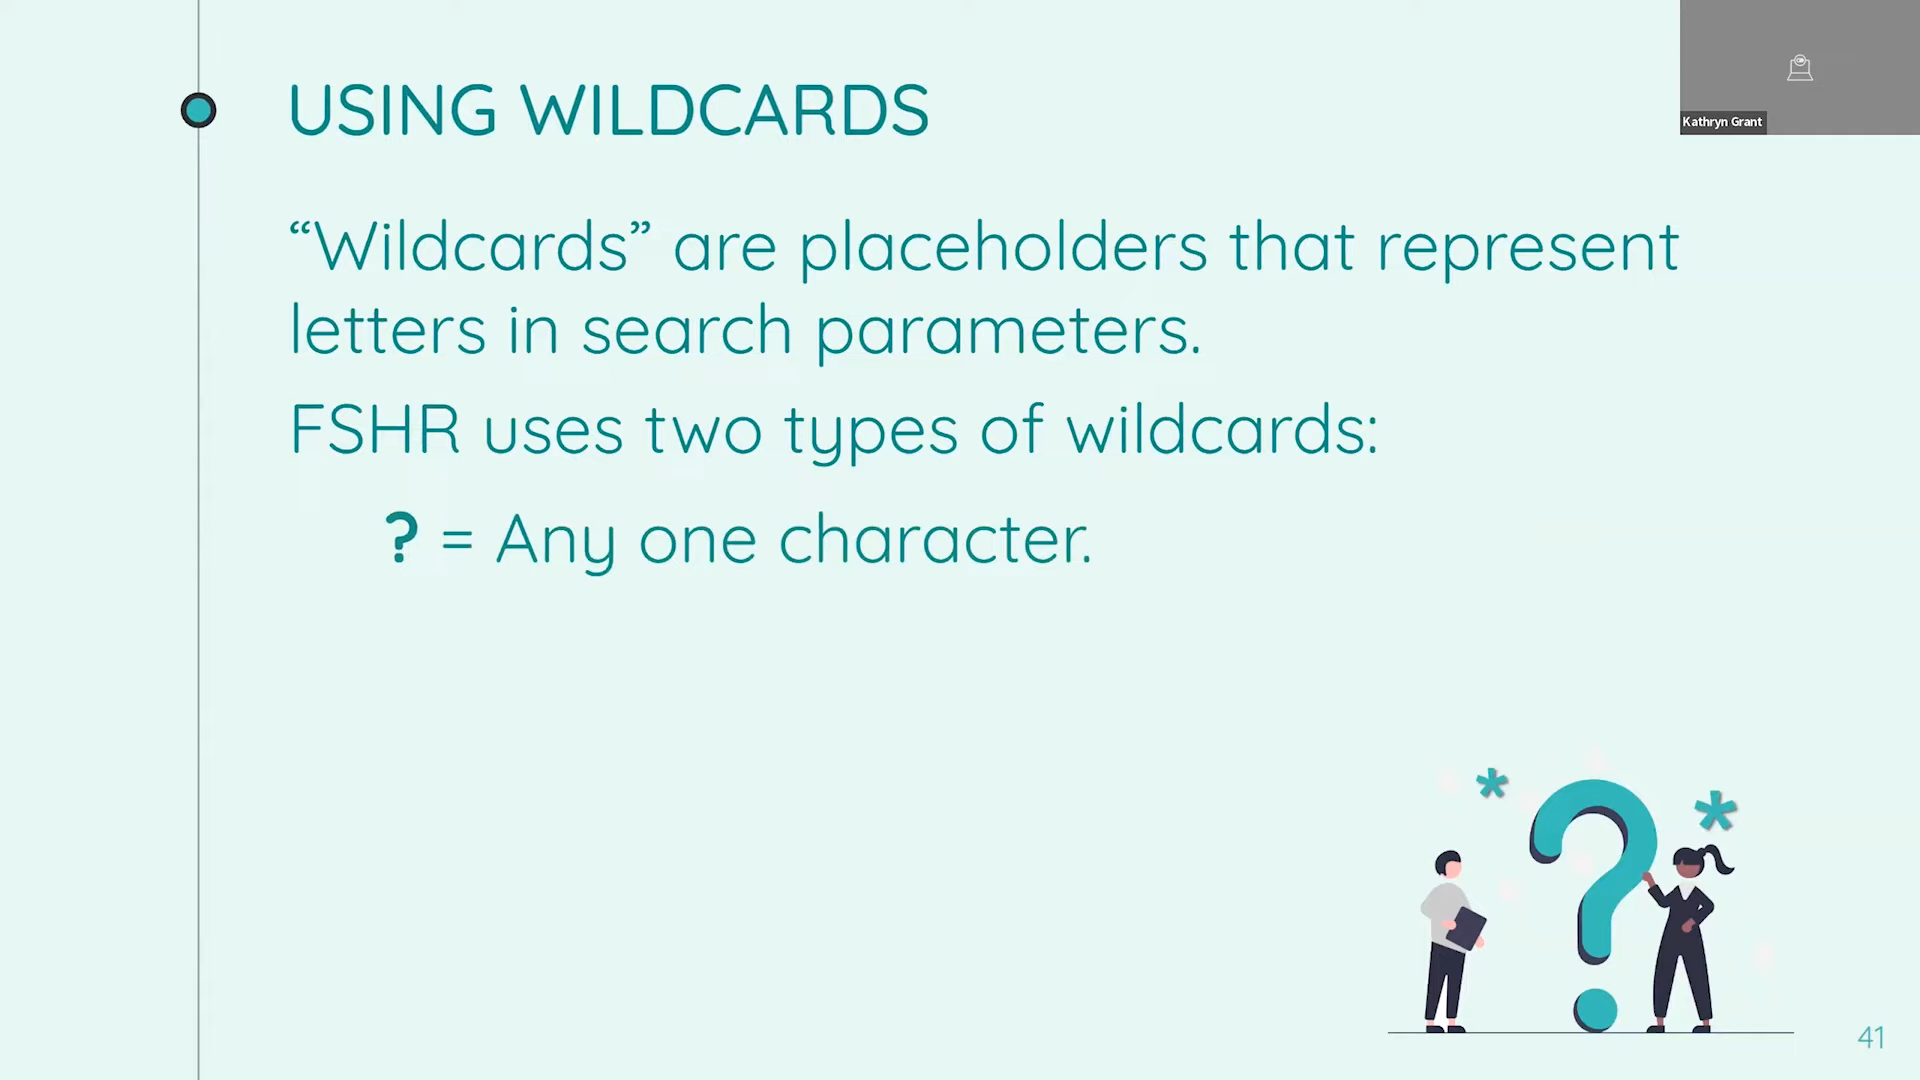 USING WILDCARDS
Kathryn Grant
“Wildcards” are placeholders that represent
letters in search parameters.
FSHR uses two types of wildcards:
? = Any one character.
* ? *
41